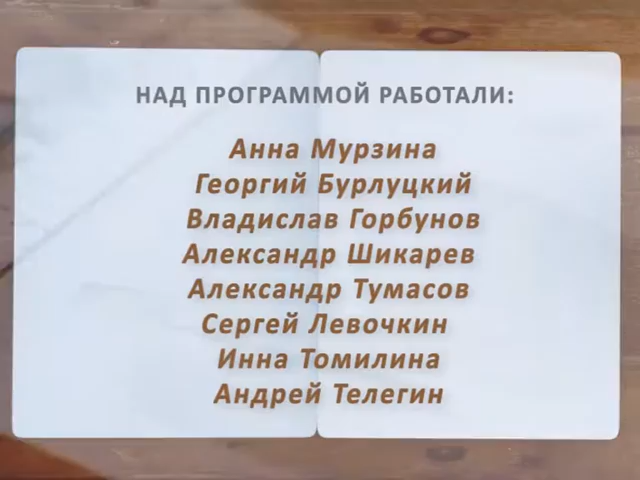 НАД ПРОГРАММОЙ РАБОТАЛИ:
Анна Мурзина
Георгий Бурлуцкий
Владислав Горбунов
Александр Шикарев
Александр Тумасов
Сергей Левочкин
Инна Томилина
Андрей Телегин